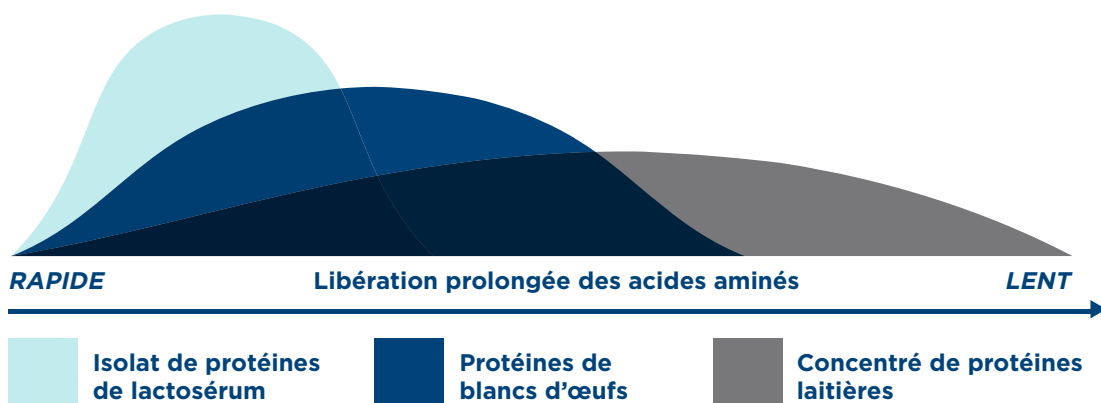 RAPIDE Libération prolongée des acides aminés LENT
Isolat de protéines
de lactosérum
Protéines de
blancs d'œufs
Concentré de protéines
laitières